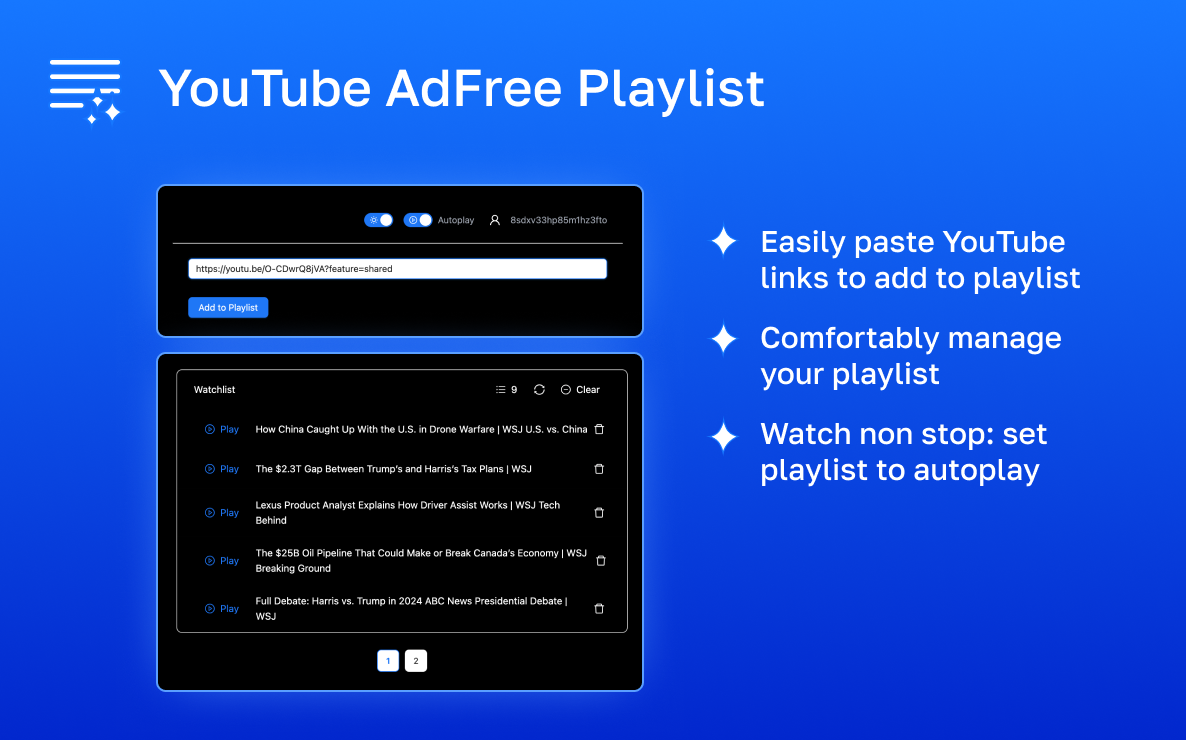 YouTube AdFree Playlist
Autoplay 8sdxv33hp85m1hz3fto
https://youtu.be/O-CDwrQ8jVA?feature=shared
Add to Playlist
Watchlist 9 Clear
Play How China Caught Up With the U.S. in Drone Warfare | WSJ U.S. vs. China
Play The $2.3T Gap Between Trump’s and Harris’s Tax Plans | WSJ
Play Lexus Product Analyst Explains How Driver Assist Works | WSJ Tech
Behind
Play The $25B Oil Pipeline That Could Make or Break Canada’s Economy | WSJ
Breaking Ground
Play Full Debate: Harris vs. Trump in 2024 ABC News Presidential Debate |
WSJ
1 2
Easily paste YouTube
links to add to playlist
Comfortably manage
your playlist
Watch non stop: set
playlist to autoplay